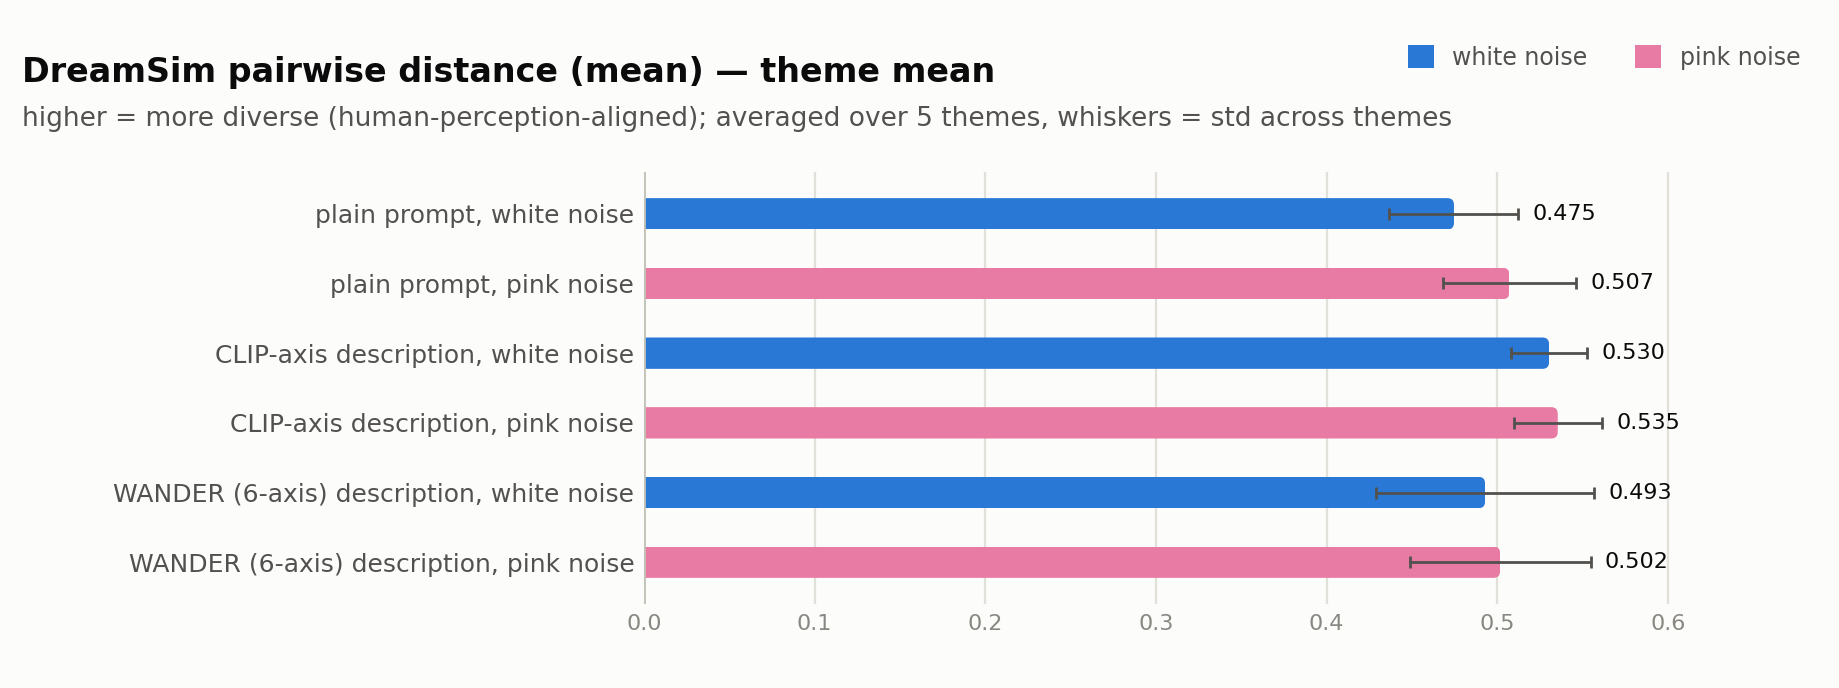 DreamSim pairwise distance (mean) — theme mean
white noise
pink noise
higher = more diverse (human-perception-aligned); averaged over 5 themes, whiskers = std across themes
plain prompt, white noise
0.475
plain prompt, pink noise
0.507
CLIP-axis description, white noise
0.530
CLIP-axis description, pink noise
0.535
WANDER (6-axis) description, white noise
0.493
WANDER (6-axis) description, pink noise
0.502
0.0 0.1 0.2 0.3 0.4 0.5 0.6